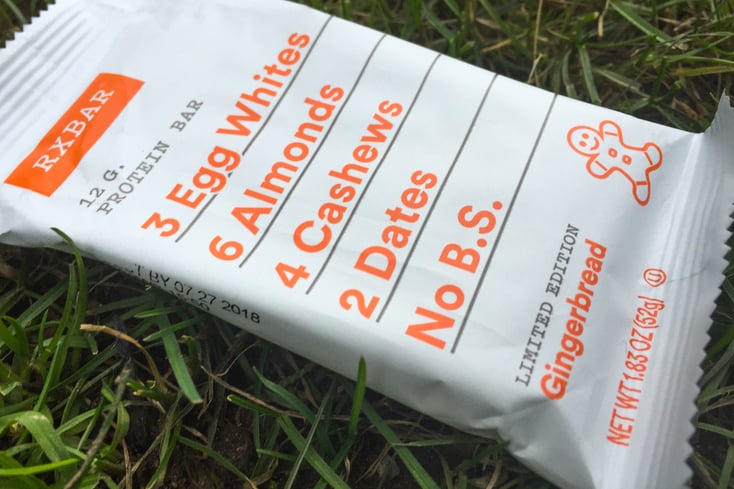 RXBAR
12 G.
PROTEIN BAR
3 Egg Whites
6 Almonds
4 Cashews
2 Dates
No B.S.
BY 07 27 2018
LIMITED EDITION
Gingerbread
NET WT 1.83 OZ (52g)